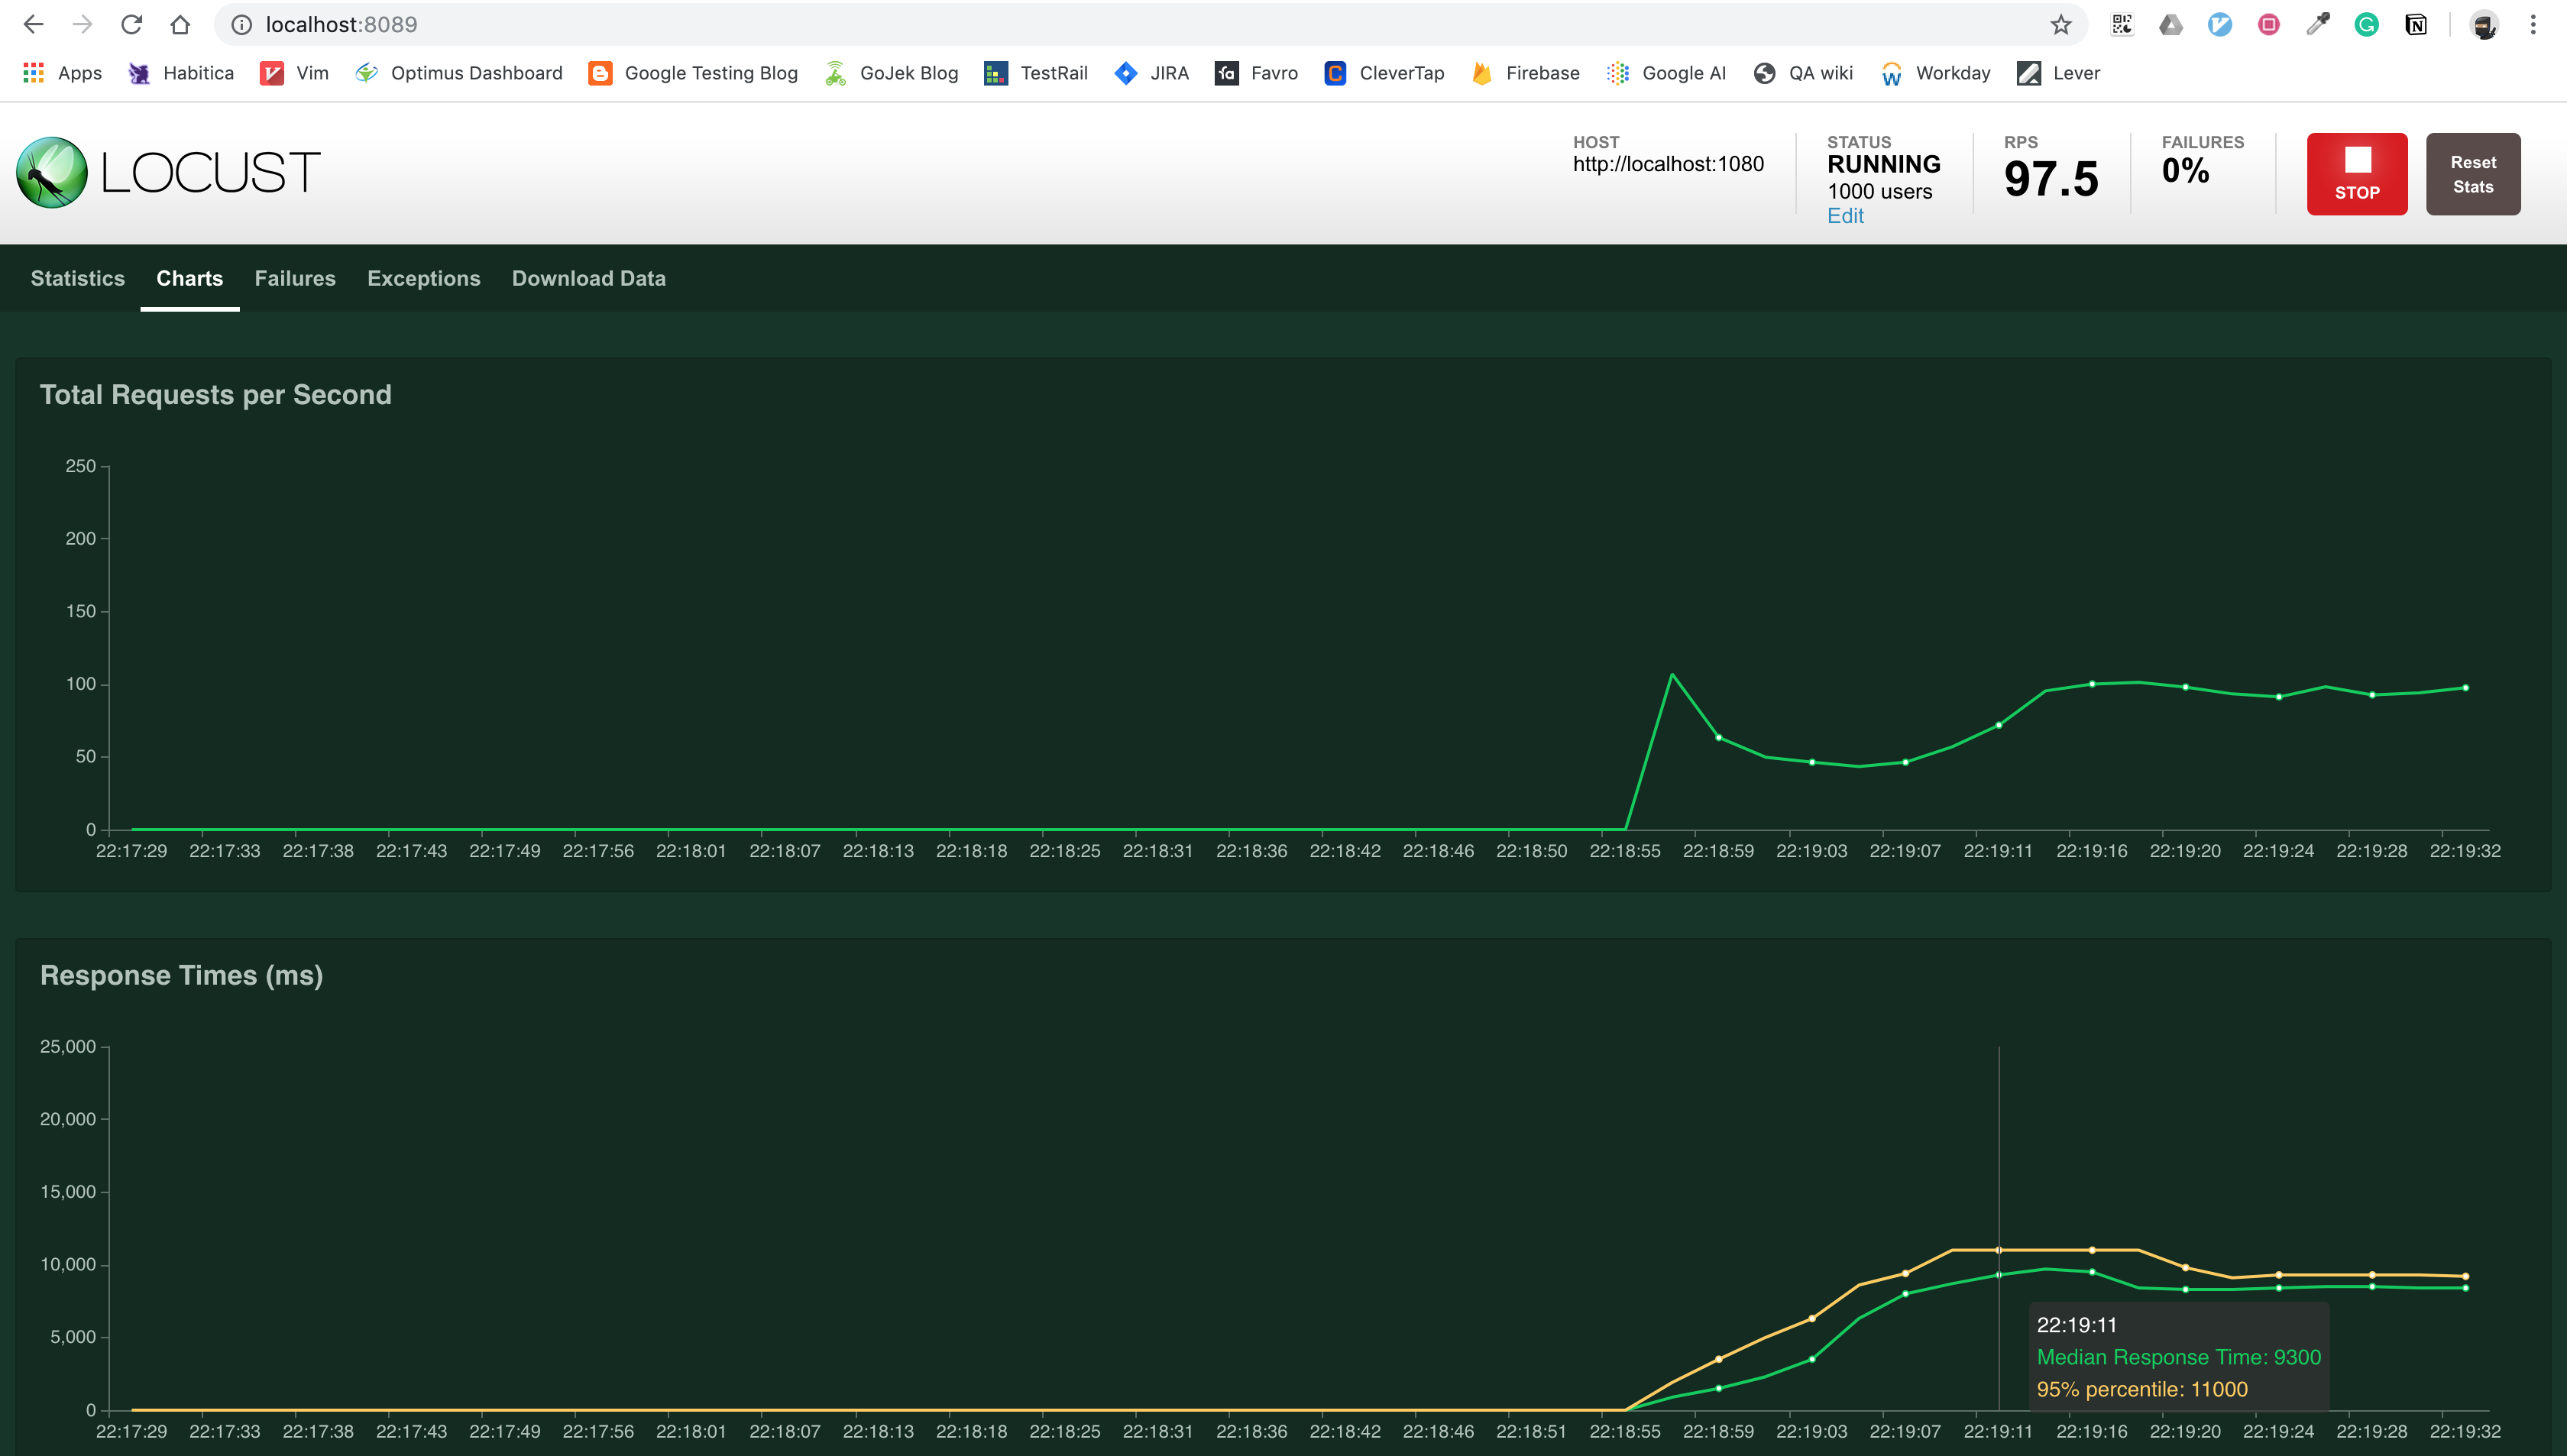 localhost:8089
Apps Habitica Vim Optimus Dashboard Google Testing Blog GoJek Blog TestRail JIRA Favro CleverTap Firebase Google AI QA wiki Workday Lever
LOCUST
HOST
http://localhost:1080
STATUS
RUNNING
1000 users
Edit
RPS
97.5
FAILURES
0%
STOP
Reset
Stats
Statistics Charts Failures Exceptions Download Data
Total Requests per Second
250
200
150
100
50
0
22:17:29 22:17:33 22:17:38 22:17:43 22:17:49 22:17:56 22:18:01 22:18:07 22:18:13 22:18:18 22:18:25 22:18:31 22:18:36 22:18:42 22:18:46 22:18:50 22:18:55 22:18:59 22:19:03 22:19:07 22:19:11 22:19:16 22:19:20 22:19:24 22:19:28 22:19:32
Response Times (ms)
25,000
20,000
15,000
10,000
5,000
0
22:19:11
Median Response Time: 9300
95% percentile: 11000
22:17:29 22:17:33 22:17:38 22:17:43 22:17:49 22:17:56 22:18:01 22:18:07 22:18:13 22:18:18 22:18:25 22:18:31 22:18:36 22:18:42 22:18:46 22:18:51 22:18:55 22:18:59 22:19:03 22:19:07 22:19:11 22:19:16 22:19:20 22:19:24 22:19:28 22:19:32